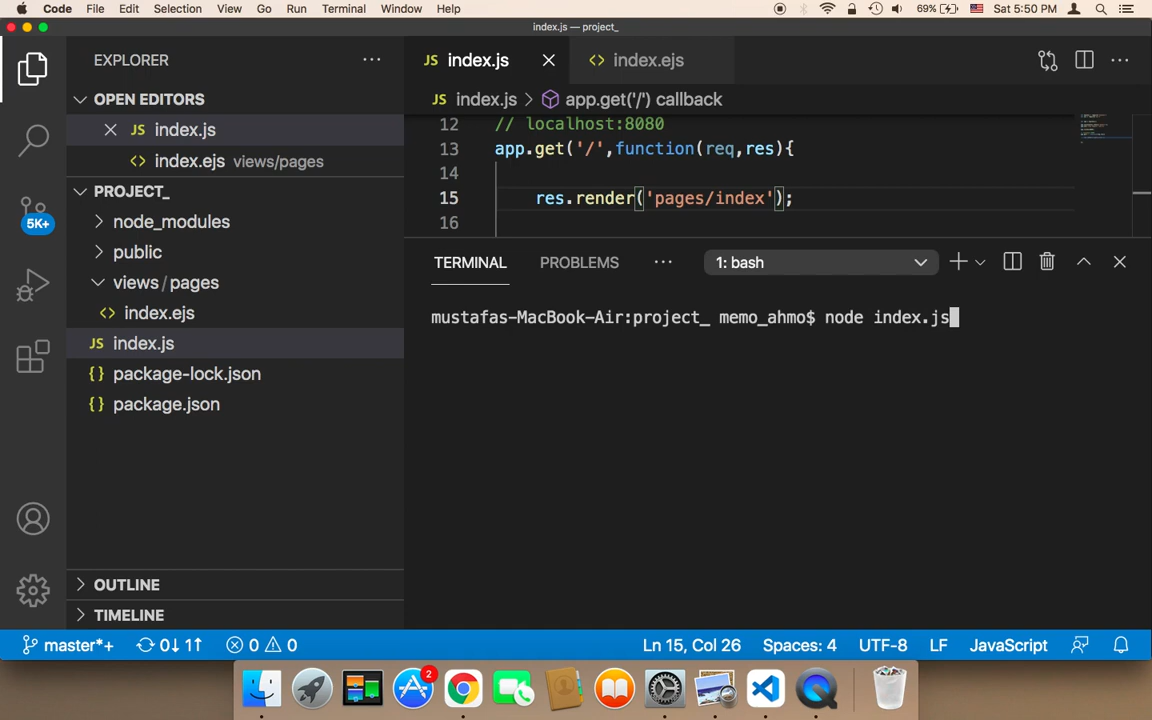 Code File Edit Selection View Go Run Terminal Window Help 69% Sat 5:50 PM
index.js — project_
EXPLORER
JS index.js
index.ejs
OPEN EDITORS
JS index.js > app.get('/') callback
JS index.js
index.ejs views/pages
12 // localhost:8080
13 app.get('/',function(req,res){
14
15 res.render('pages/index');
16
PROJECT_
node_modules
public
views / pages
index.ejs
JS index.js
package-lock.json
package.json
5K+
TERMINAL PROBLEMS 1: bash
mustafas-MacBook-Air:project_ memo_ahmo$ node index.js
OUTLINE
TIMELINE
master*+ 0↓ 1↑ 0 0 Ln 15, Col 26 Spaces: 4 UTF-8 LF JavaScript
2